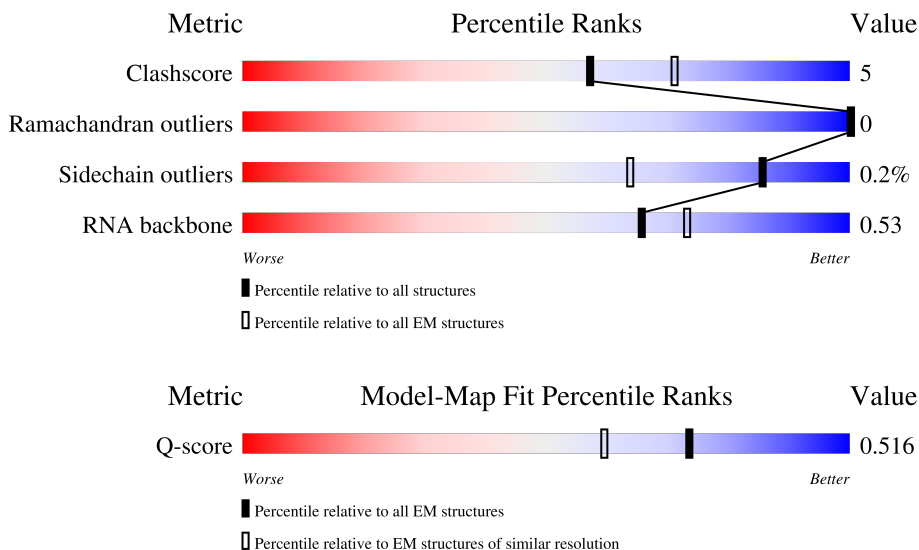 Metric Percentile Ranks Value
Clashscore 5
Ramachandran outliers 0
Sidechain outliers 0.2%
RNA backbone 0.53
Worse Better
Percentile relative to all structures
Percentile relative to all EM structures
Metric Model-Map Fit Percentile Ranks Value
Q-score 0.516
Worse Better
Percentile relative to all EM structures
Percentile relative to EM structures of similar resolution